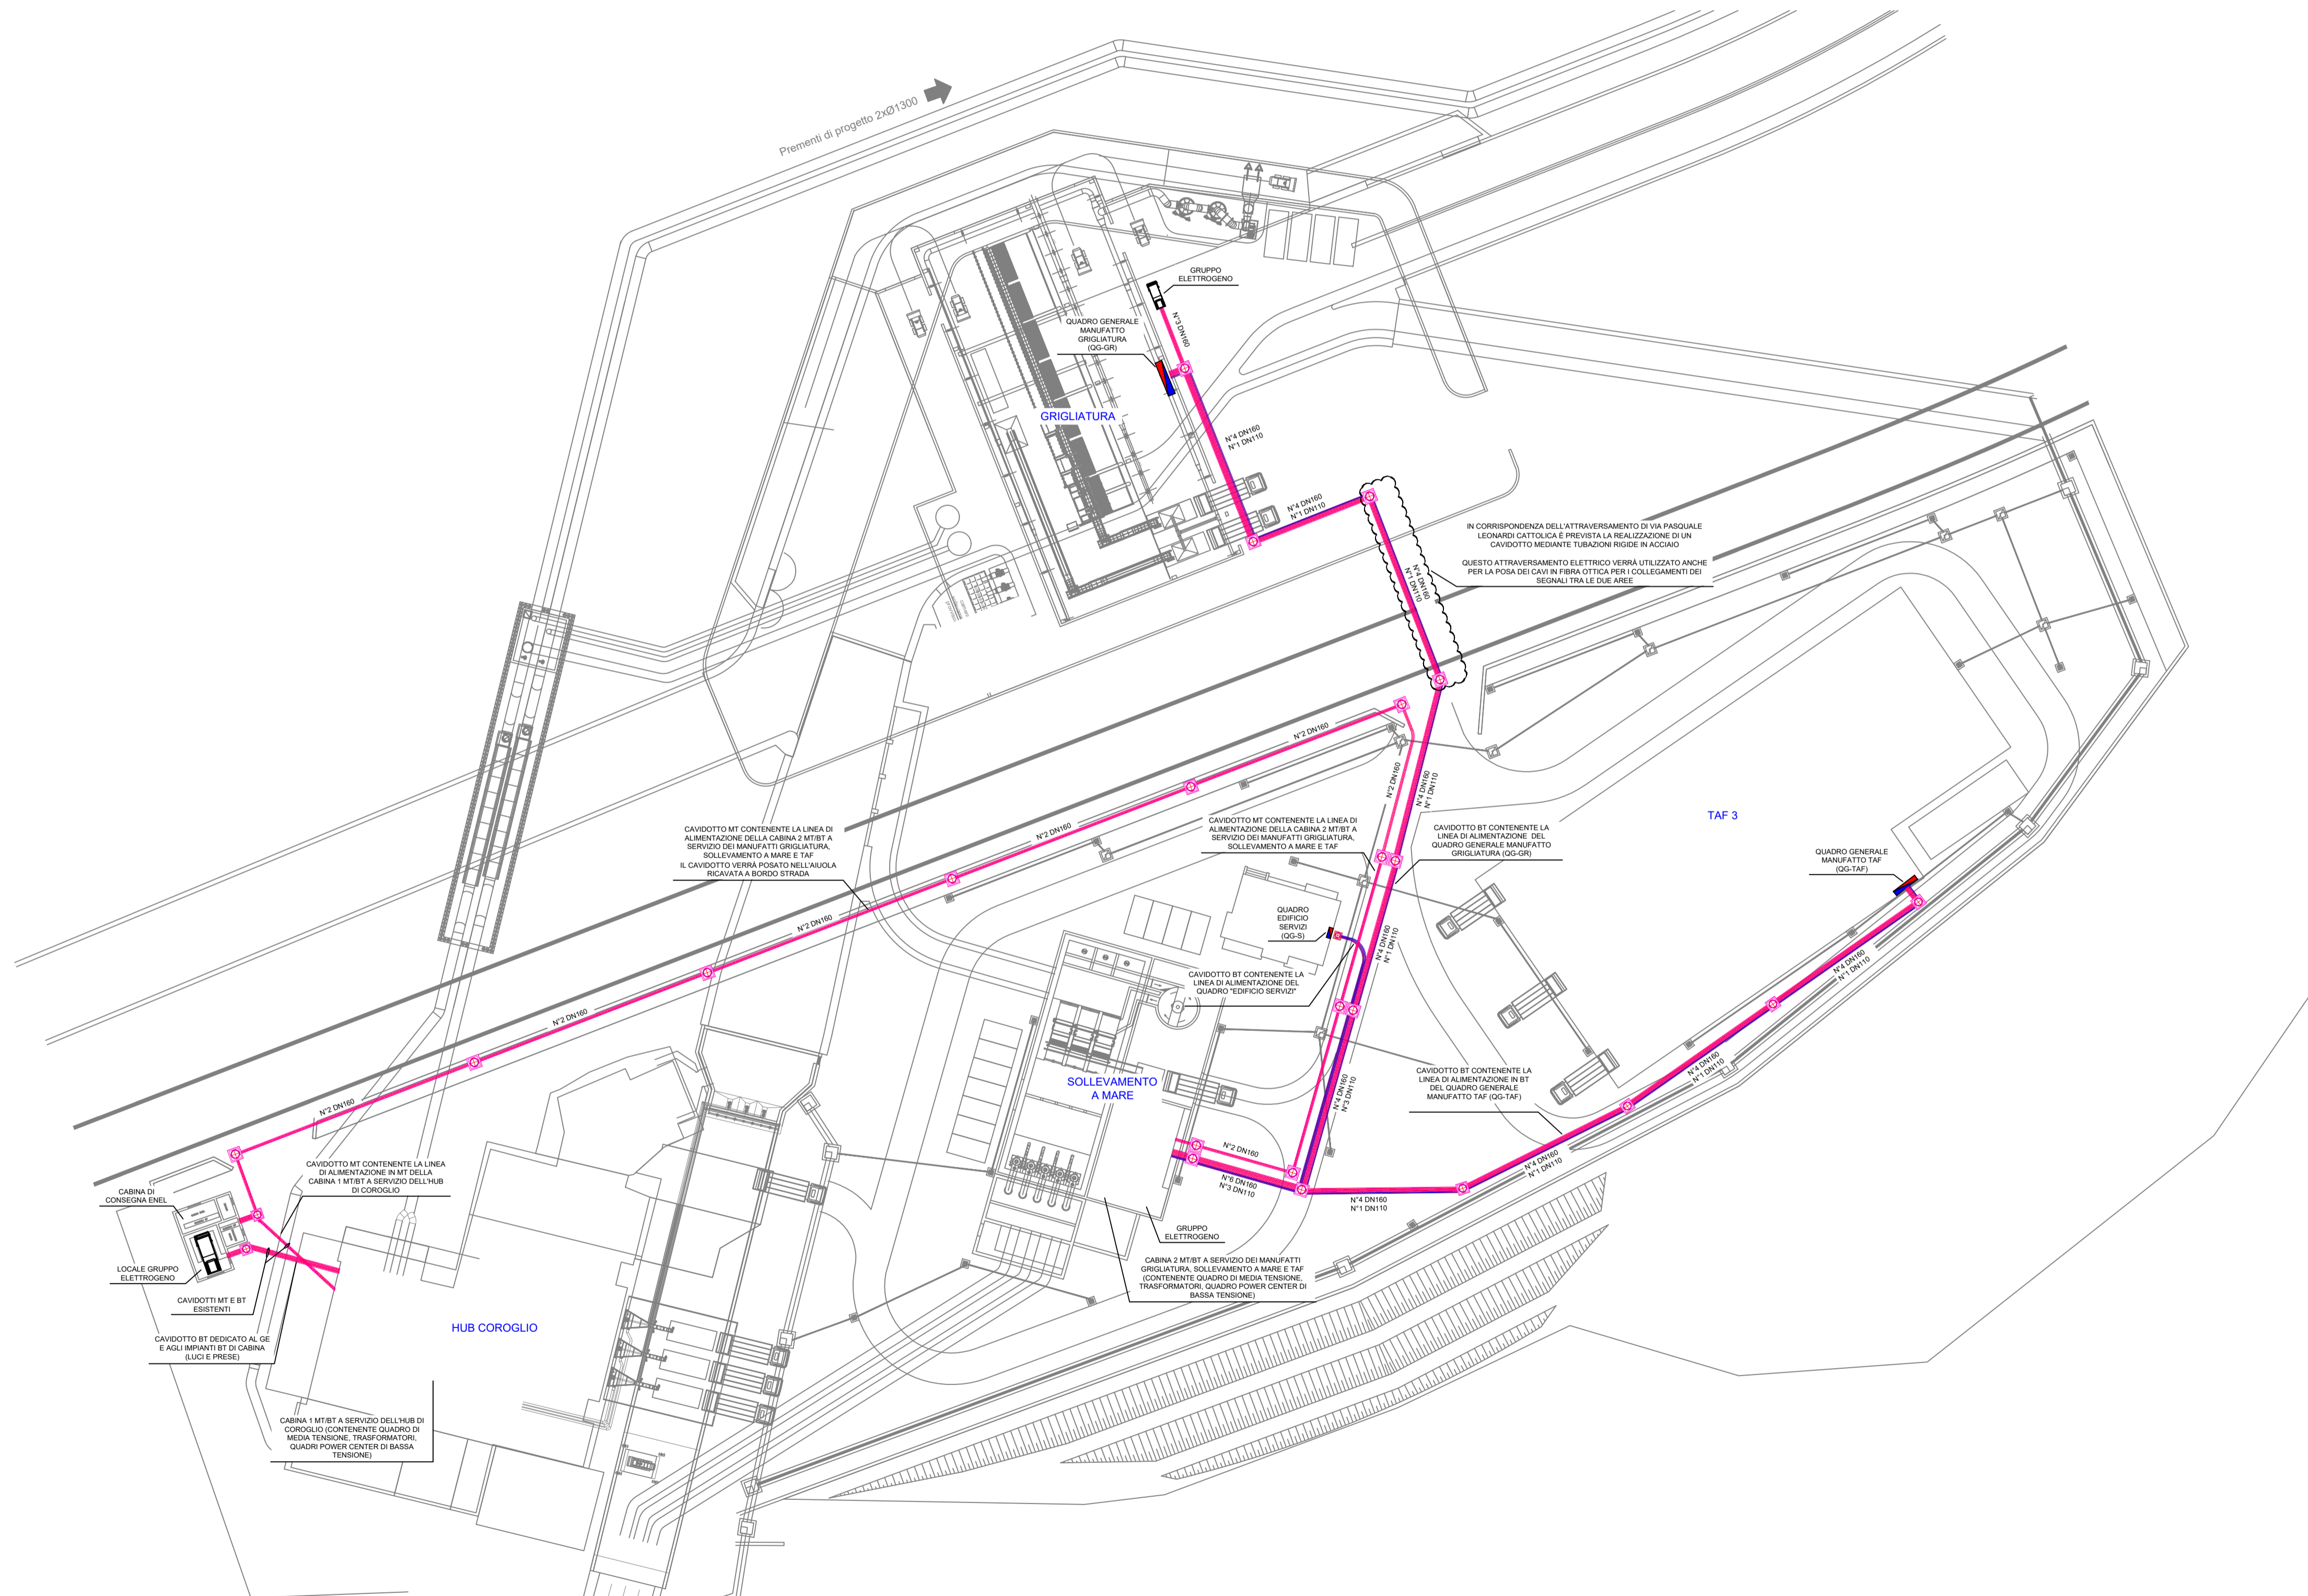 Prementi di progetto 2xØ1300
GRUPPO
ELETTROGENO
N°3 DN160
QUADRO GENERALE
MANUFATTO
GRIGLIATURA
(QG-GR)
GRIGLIATURA
N°4 DN160
N°1 DN110
N°4 DN160
N°1 DN110
N°4 DN160
N°1 DN110
IN CORRISPONDENZA DELL'ATTRAVERSAMENTO DI VIA PASQUALE
LEONARDI CATTOLICA È PREVISTA LA REALIZZAZIONE DI UN
CAVIDOTTO MEDIANTE TUBAZIONI RIGIDE IN ACCIAIO
QUESTO ATTRAVERSAMENTO ELETTRICO VERRÀ UTILIZZATO ANCHE
PER LA POSA DEI CAVI IN FIBRA OTTICA PER I COLLEGAMENTI DEI
SEGNALI TRA LE DUE AREE
N°2 DN160
N°2 DN160
N°4 DN160
N°1 DN110
TAF 3
CAVIDOTTO MT CONTENENTE LA LINEA DI
ALIMENTAZIONE DELLA CABINA 2 MT/BT A
SERVIZIO DEI MANUFATTI GRIGLIATURA,
SOLLEVAMENTO A MARE E TAF
IL CAVIDOTTO VERRÀ POSATO NELL'AIUOLA
RICAVATA A BORDO STRADA
N°2 DN160
CAVIDOTTO MT CONTENENTE LA LINEA DI
ALIMENTAZIONE DELLA CABINA 2 MT/BT A
SERVIZIO DEI MANUFATTI GRIGLIATURA,
SOLLEVAMENTO A MARE E TAF
CAVIDOTTO BT CONTENENTE LA
LINEA DI ALIMENTAZIONE DEL
QUADRO GENERALE MANUFATTO
GRIGLIATURA (QG-GR)
QUADRO GENERALE
MANUFATTO TAF
(QG-TAF)
N°2 DN160
QUADRO
EDIFICIO
SERVIZI
(QG-S)
N°4 DN160
N°1 DN110
CAVIDOTTO BT CONTENENTE LA
LINEA DI ALIMENTAZIONE DEL
QUADRO "EDIFICIO SERVIZI"
N°4 DN160
N°1 DN110
N°2 DN160
SOLLEVAMENTO
A MARE
N°4 DN160
N°3 DN110
CAVIDOTTO BT CONTENENTE LA
LINEA DI ALIMENTAZIONE IN BT
DEL QUADRO GENERALE
MANUFATTO TAF (QG-TAF)
N°4 DN160
N°1 DN110
N°2 DN160
N°2 DN160
N°6 DN160
N°3 DN110
N°4 DN160
N°1 DN110
N°4 DN160
N°1 DN110
CAVIDOTTO MT CONTENENTE LA LINEA
DI ALIMENTAZIONE IN MT DELLA
CABINA 1 MT/BT A SERVIZIO DELL'HUB
DI COROGLIO
CABINA DI
CONSEGNA ENEL
GRUPPO
ELETTROGENO
LOCALE GRUPPO
ELETTROGENO
CABINA 2 MT/BT A SERVIZIO DEI MANUFATTI
GRIGLIATURA, SOLLEVAMENTO A MARE E TAF
(CONTENENTE QUADRO DI MEDIA TENSIONE,
TRASFORMATORI, QUADRO POWER CENTER DI
BASSA TENSIONE)
CAVIDOTTI MT E BT
ESISTENTI
HUB COROGLIO
CAVIDOTTO BT DEDICATO AL GE
E AGLI IMPIANTI BT DI CABINA
(LUCI E PRESE)
CABINA 1 MT/BT A SERVIZIO DELL'HUB DI
COROGLIO (CONTENENTE QUADRO DI
MEDIA TENSIONE, TRASFORMATORI,
QUADRI POWER CENTER DI BASSA
TENSIONE)